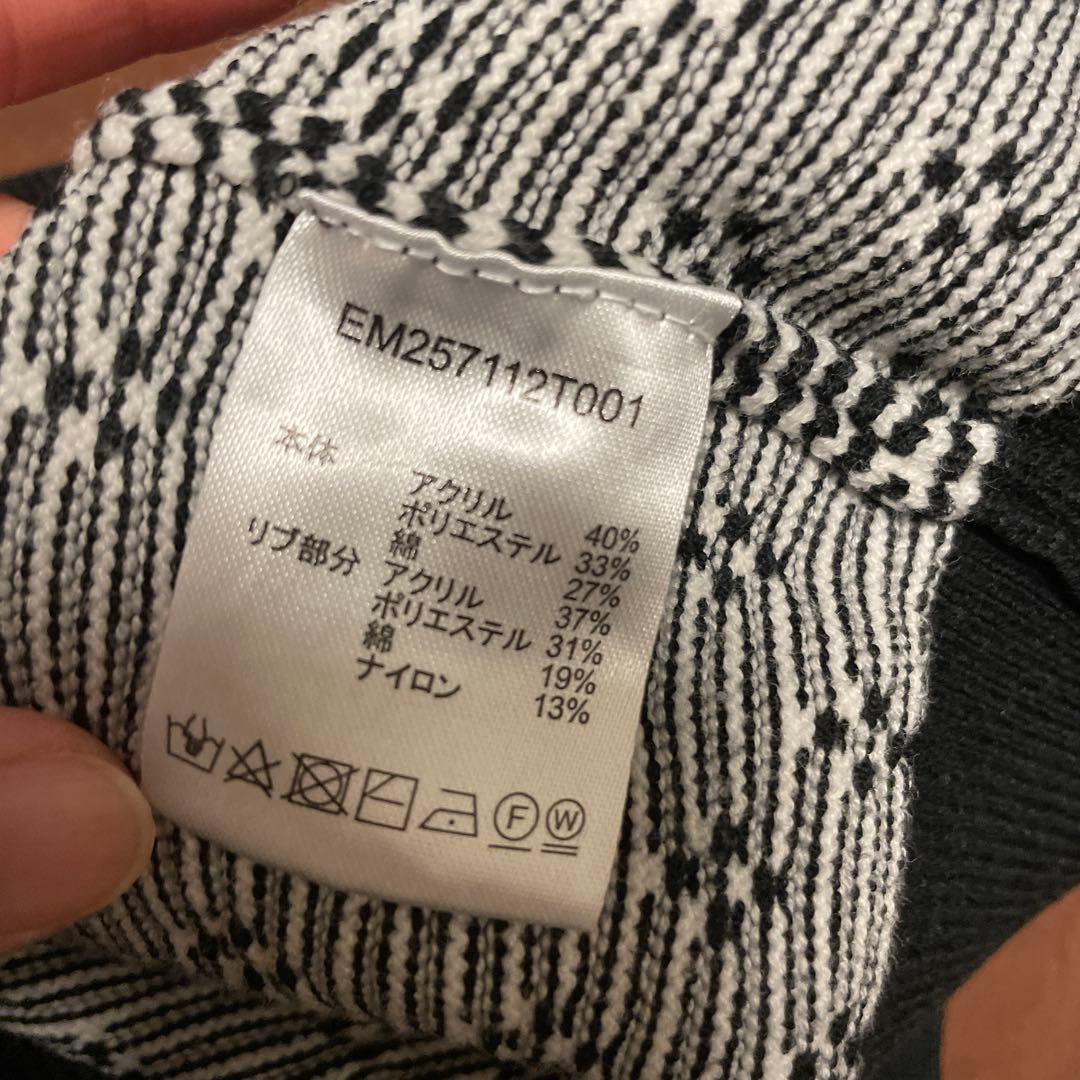 EM257112T001
本体 アクリル 40%
ポリエステル 33%
綿 27%
リブ部分 アクリル 37%
ポリエステル 31%
綿 19%
ナイロン 13%
F W